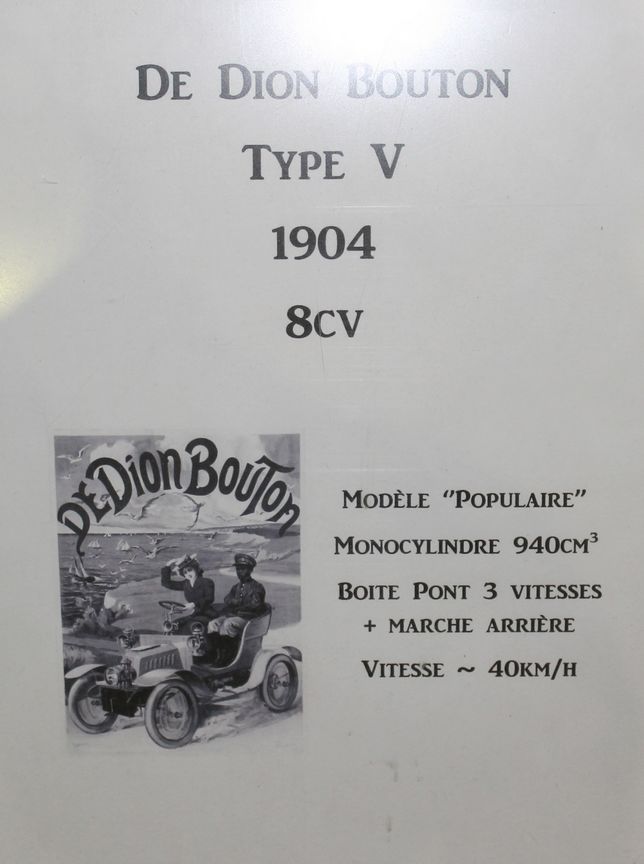 De Dion Bouton
Type V
1904
8cv
DE Dion Bouton
Modèle "Populaire"
Monocylindre 940cm³
Boite Pont 3 vitesses
+ marche arrière
Vitesse ~ 40km/h